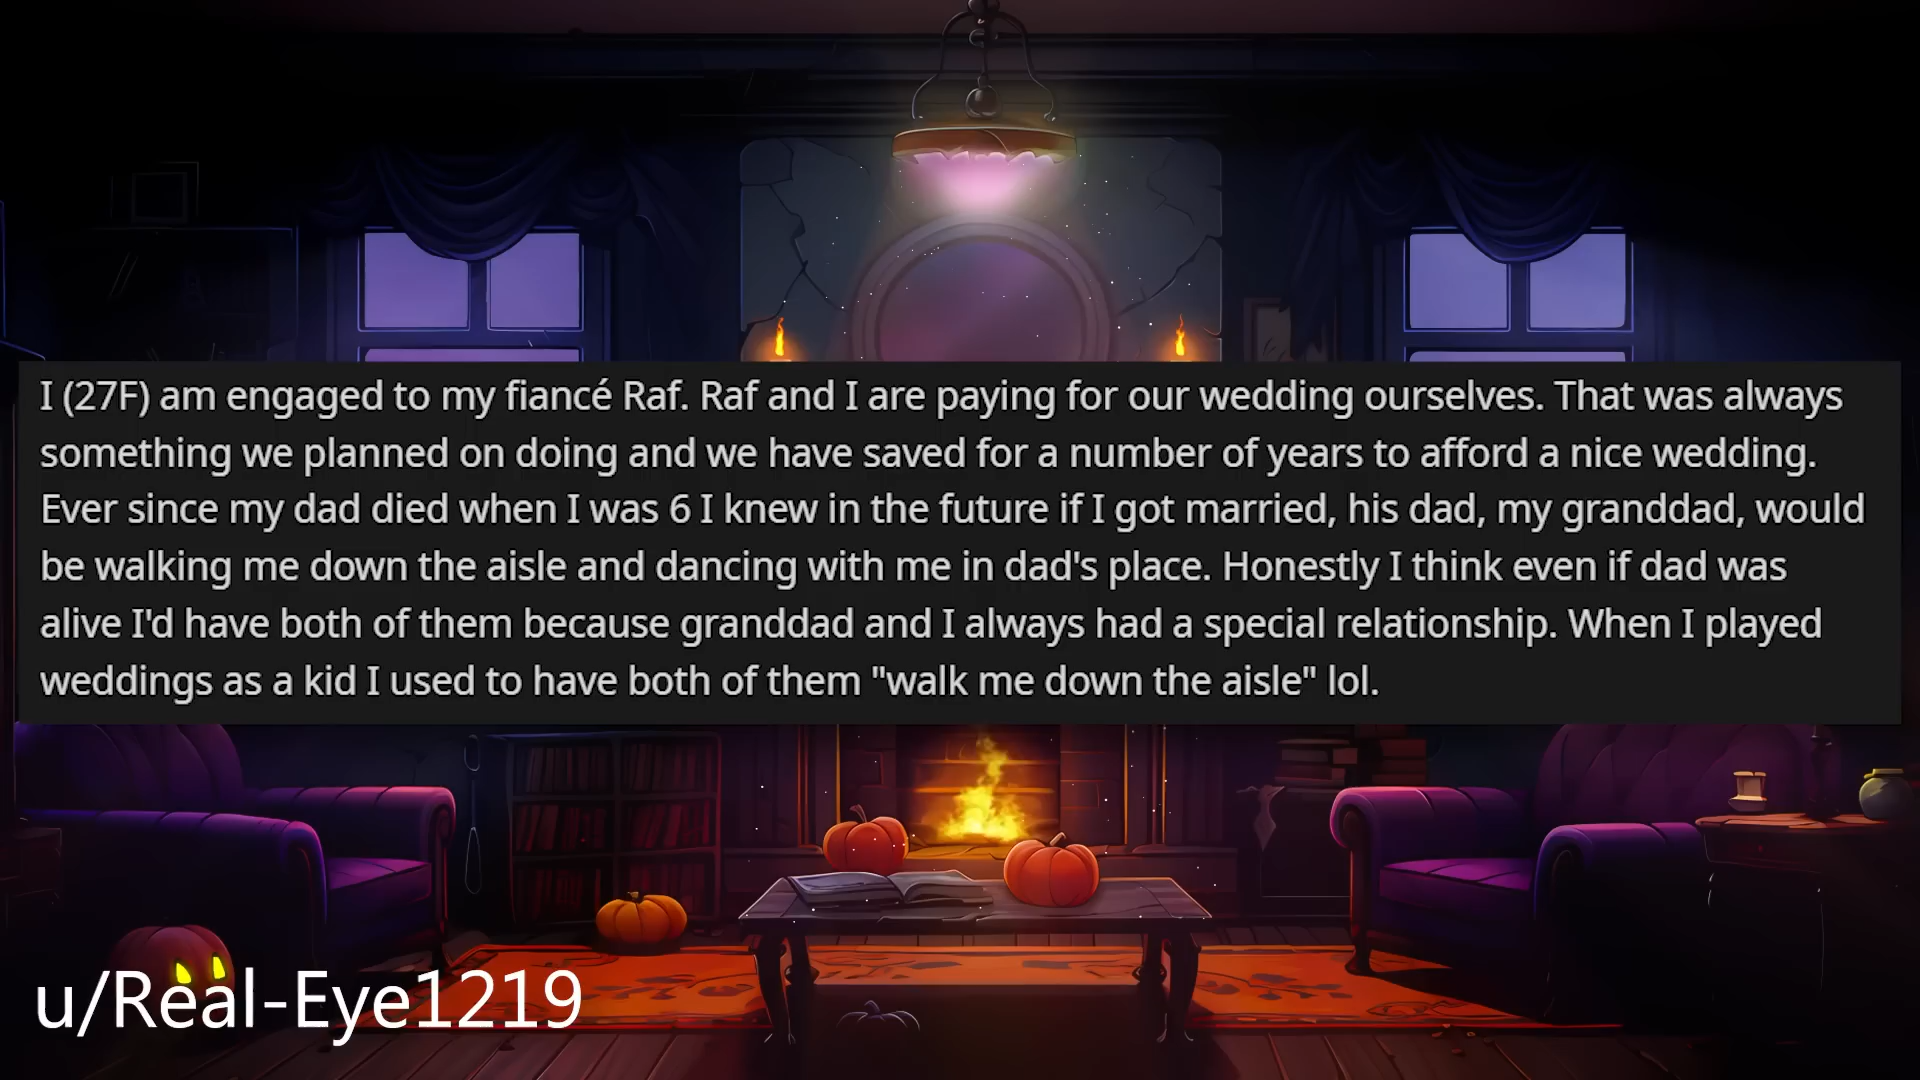 I (27F) am engaged to my fiancé Raf. Raf and I are paying for our wedding ourselves. That was always
something we planned on doing and we have saved for a number of years to afford a nice wedding.
Ever since my dad died when I was 6 I knew in the future if I got married, his dad, my granddad, would
be walking me down the aisle and dancing with me in dad's place. Honestly I think even if dad was
alive I'd have both of them because granddad and I always had a special relationship. When I played
weddings as a kid I used to have both of them "walk me down the aisle" lol.
u/Real-Eye1219